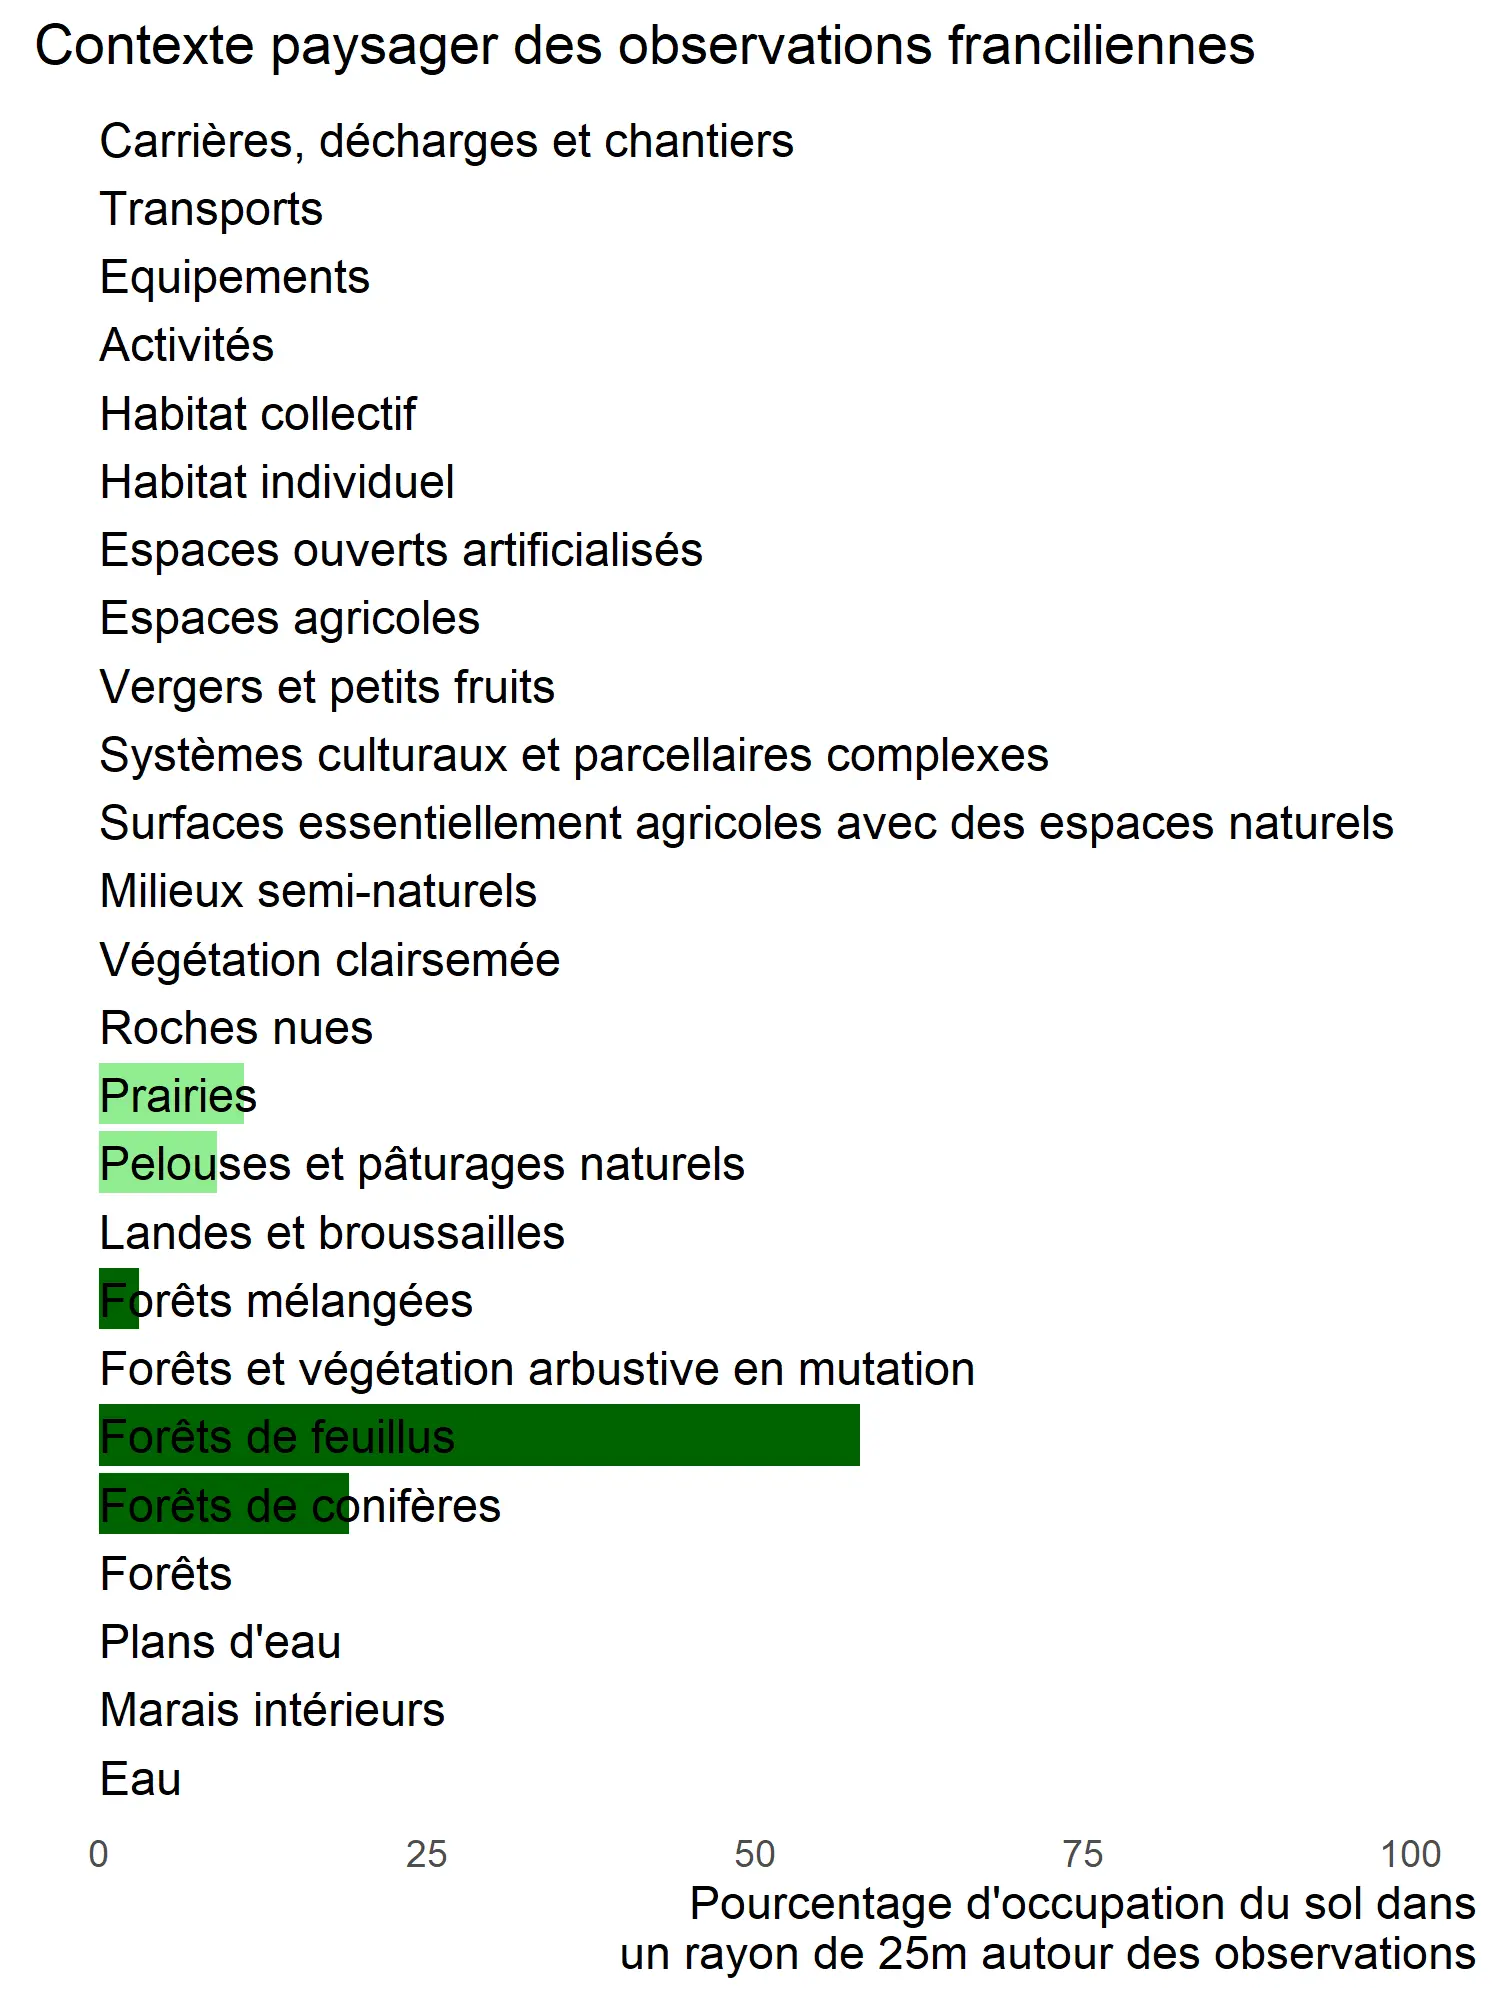 Contexte paysager des observations franciliennes
Carrières, décharges et chantiers
Transports
Equipements
Activités
Habitat collectif
Habitat individuel
Espaces ouverts artificialisés
Espaces agricoles
Vergers et petits fruits
Systèmes culturaux et parcellaires complexes
Surfaces essentiellement agricoles avec des espaces naturels
Milieux semi-naturels
Végétation clairsemée
Roches nues
Prairies
Pelouses et pâturages naturels
Landes et broussailles
Forêts mélangées
Forêts et végétation arbustive en mutation
Forêts de feuillus
Forêts de conifères
Forêts
Plans d'eau
Marais intérieurs
Eau
0 25 50 75 100
Pourcentage d'occupation du sol dans
un rayon de 25m autour des observations